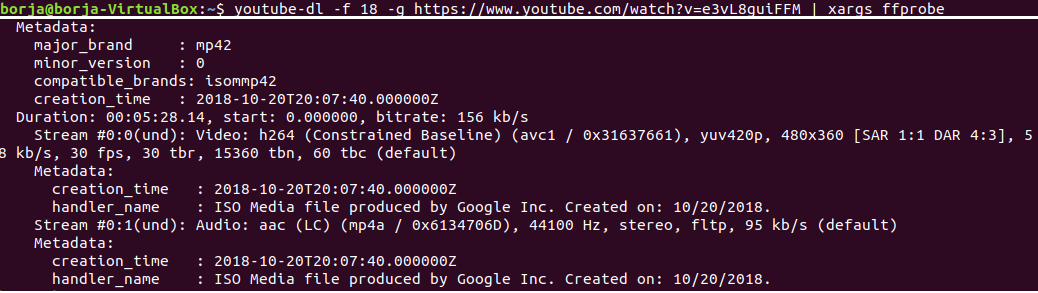 borja@borja-VirtualBox:~$ youtube-dl -f 18 -g https://www.youtube.com/watch?v=e3vL8guiFFM | xargs ffprobe
Metadata:
major_brand : mp42
minor_version : 0
compatible_brands: isommp42
creation_time : 2018-10-20T20:07:40.000000Z
Duration: 00:05:28.14, start: 0.000000, bitrate: 156 kb/s
Stream #0:0(und): Video: h264 (Constrained Baseline) (avc1 / 0x31637661), yuv420p, 480x360 [SAR 1:1 DAR 4:3], 5
8 kb/s, 30 fps, 30 tbr, 15360 tbn, 60 tbc (default)
Metadata:
creation_time : 2018-10-20T20:07:40.000000Z
handler_name : ISO Media file produced by Google Inc. Created on: 10/20/2018.
Stream #0:1(und): Audio: aac (LC) (mp4a / 0x6134706D), 44100 Hz, stereo, fltp, 95 kb/s (default)
Metadata:
creation_time : 2018-10-20T20:07:40.000000Z
handler_name : ISO Media file produced by Google Inc. Created on: 10/20/2018.